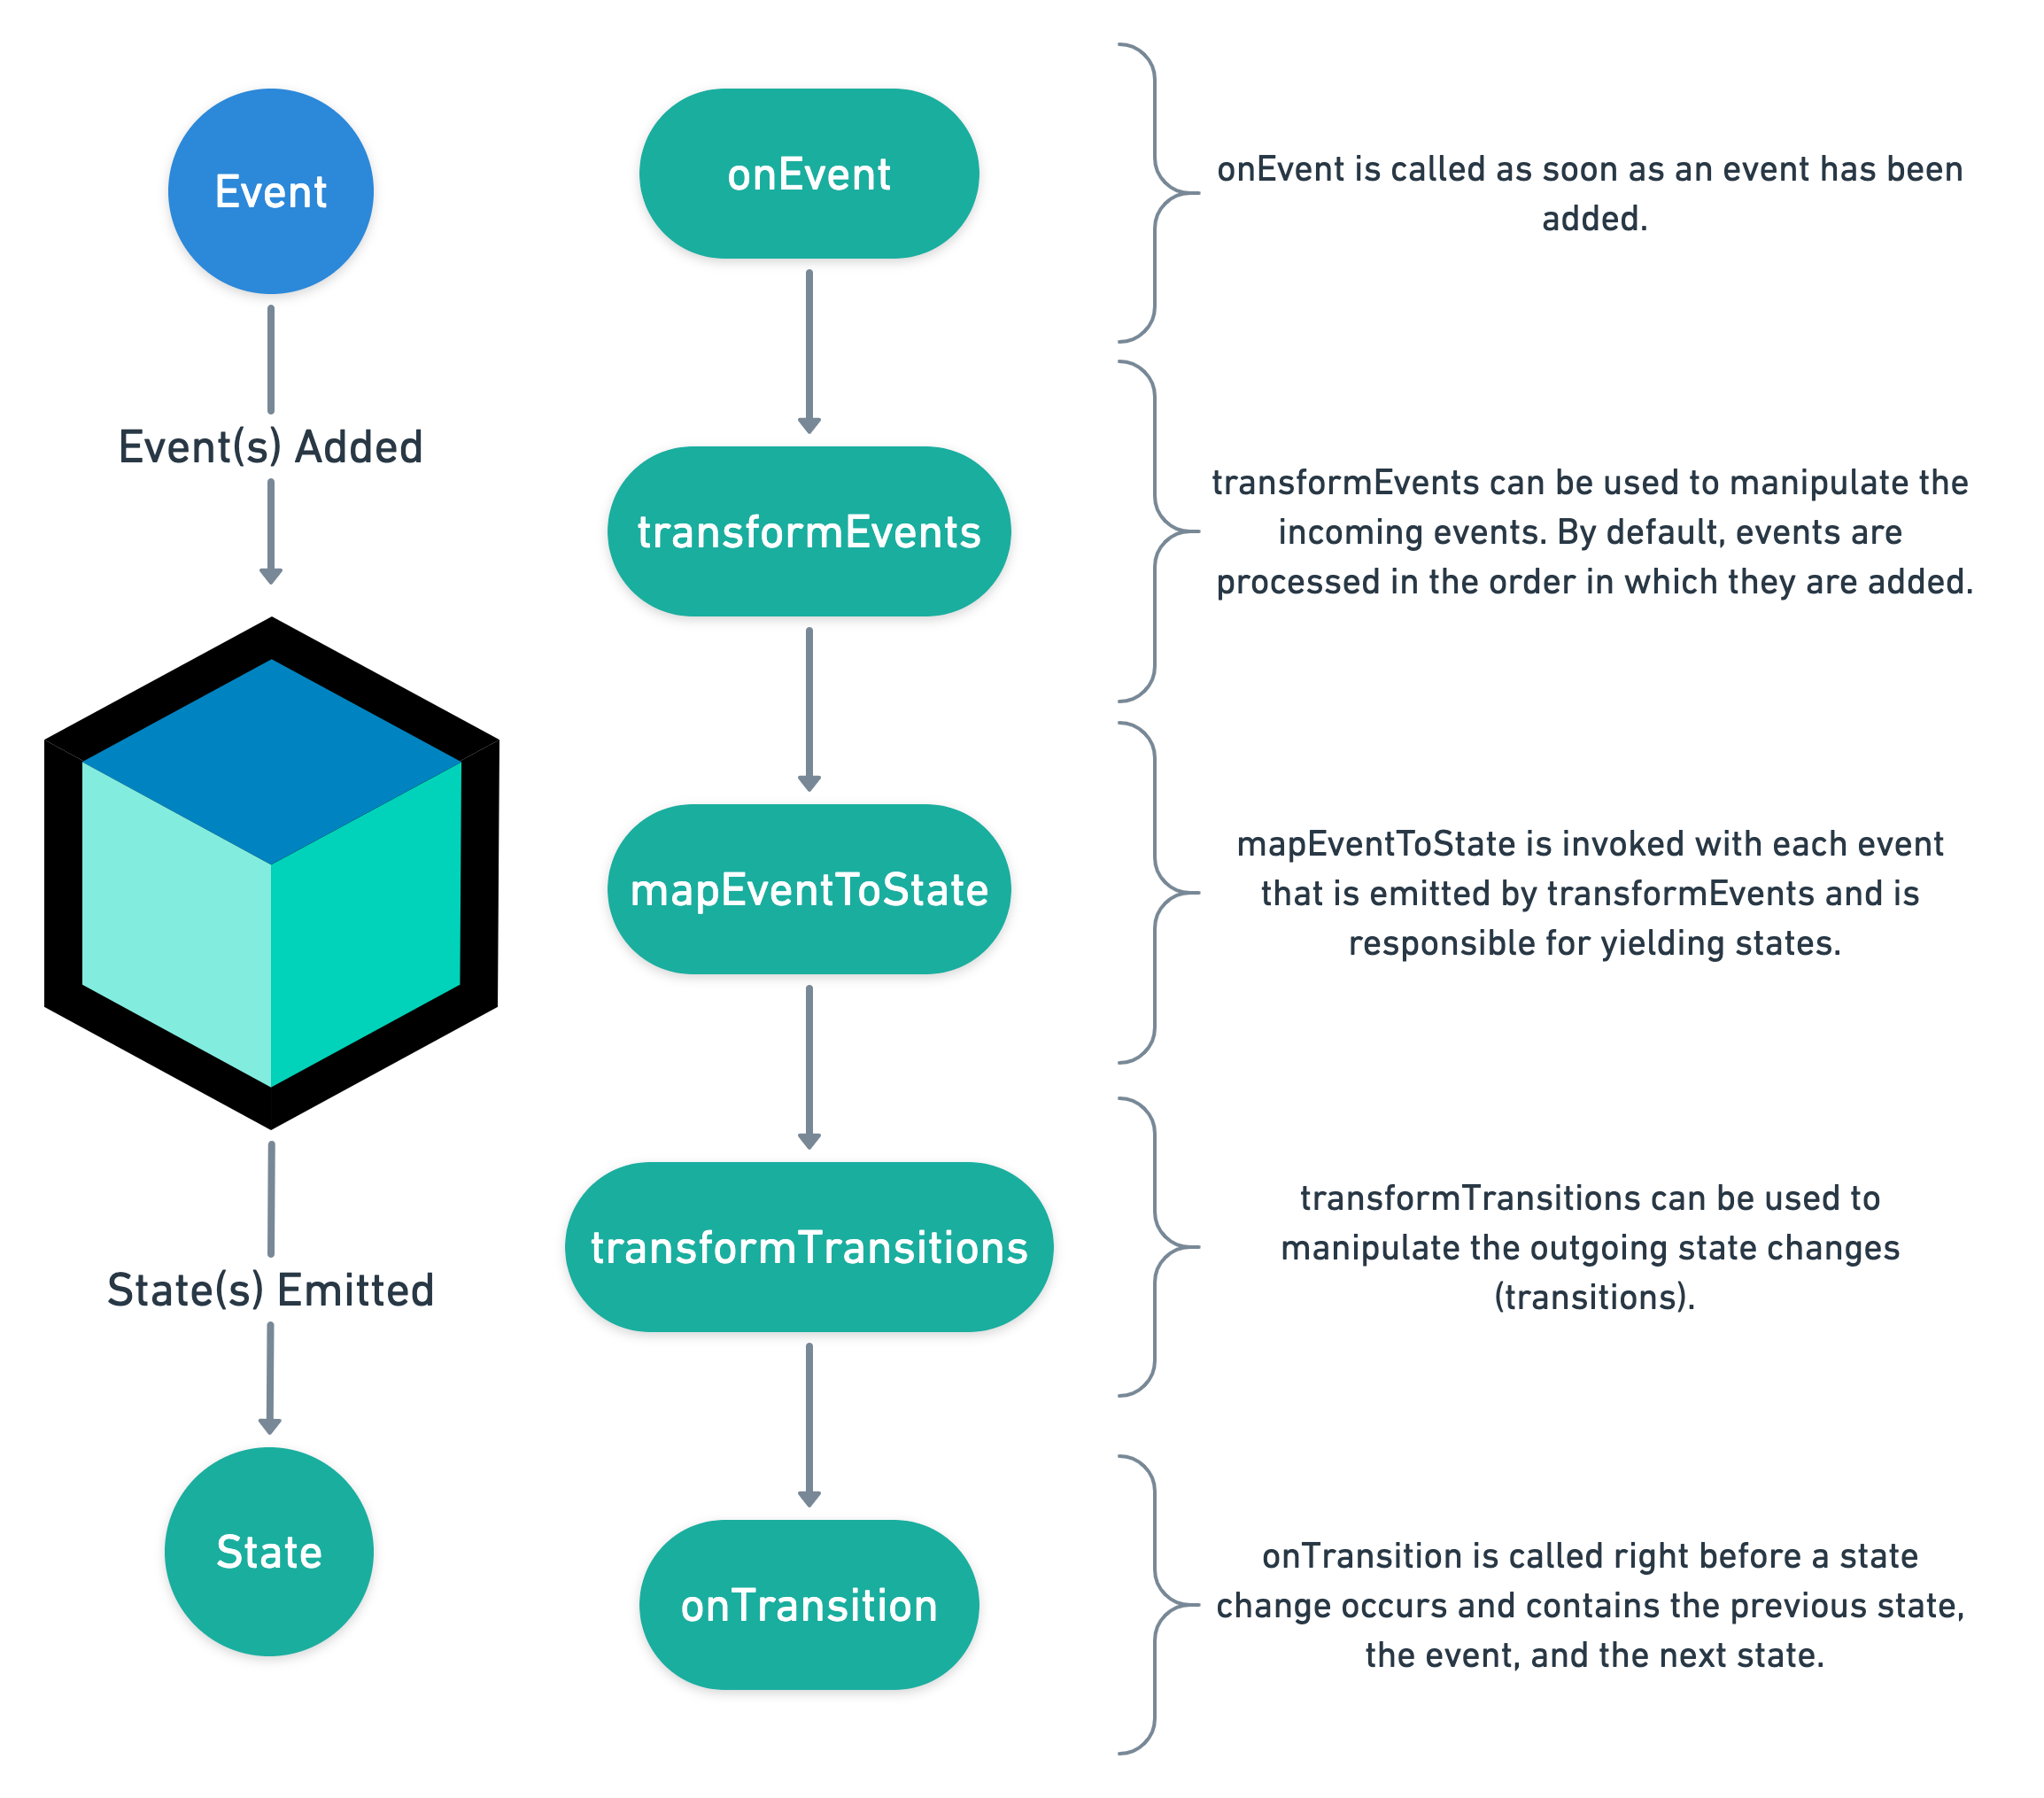 Event
Event(s) Added
State(s) Emitted
State
onEvent
transformEvents
mapEventToState
transformTransitions
onTransition
onEvent is called as soon as an event has been
added.
transformEvents can be used to manipulate the
incoming events. By default, events are
processed in the order in which they are added.
mapEventToState is invoked with each event
that is emitted by transformEvents and is
responsible for yielding states.
transformTransitions can be used to
manipulate the outgoing state changes
(transitions).
onTransition is called right before a state
change occurs and contains the previous state,
the event, and the next state.